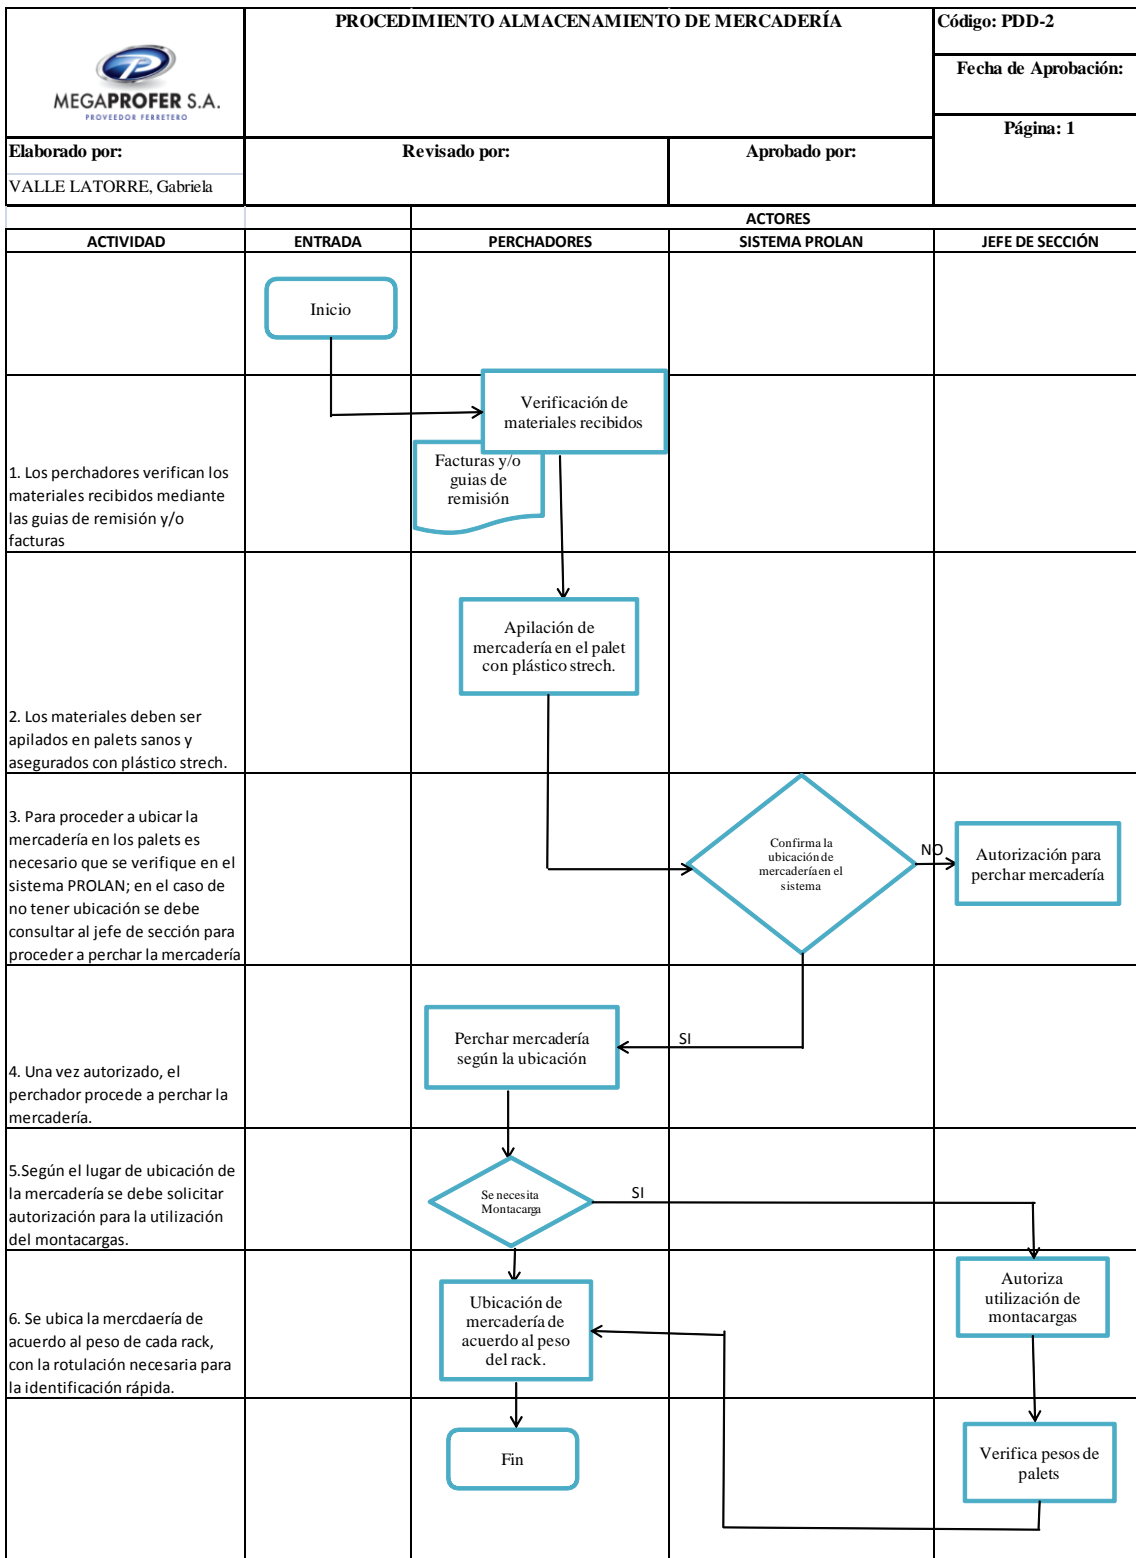 PROCEDIMIENTO ALMACENAMIENTO DE MERCADERÍA
Código: PDD-2
Fecha de Aprobación:
Página: 1
MEGAPROFER S.A.
PROVEEDOR FERRETERO
Elaborado por:
Revisado por:
Aprobado por:
VALLE LATORRE, Gabriela
ACTORES
ACTIVIDAD
ENTRADA
PERCHADORES
SISTEMA PROLAN
JEFE DE SECCIÓN
Inicio
Verificación de
materiales recibidos
Facturas y/o
guias de
remisión
1. Los perchadores verifican los
materiales recibidos mediante
las guias de remisión y/o
facturas
Apilación de
mercadería en el palet
con plástico strech.
2. Los materiales deben ser
apilados en palets sanos y
asegurados con plástico strech.
3. Para proceder a ubicar la
mercadería en los palets es
necesario que se verifique en el
sistema PROLAN; en el caso de
no tener ubicación se debe
consultar al jefe de sección para
proceder a perchar la mercadería
Confirma la
ubicación de
mercadería en el
sistema
NO
Autorización para
perchar mercadería
Perchar mercadería
según la ubicación
SI
4. Una vez autorizado, el
perchador procede a perchar la
mercadería.
5.Según el lugar de ubicación de
la mercadería se debe solicitar
autorización para la utilización
del montacargas.
Se necesita
Montacarga
SI
Autoriza
utilización de
montacargas
Ubicación de
mercadería de
acuerdo al peso
del rack.
6. Se ubica la mercdaería de
acuerdo al peso de cada rack,
con la rotulación necesaria para
la identificación rápida.
Fin
Verifica pesos de
palets